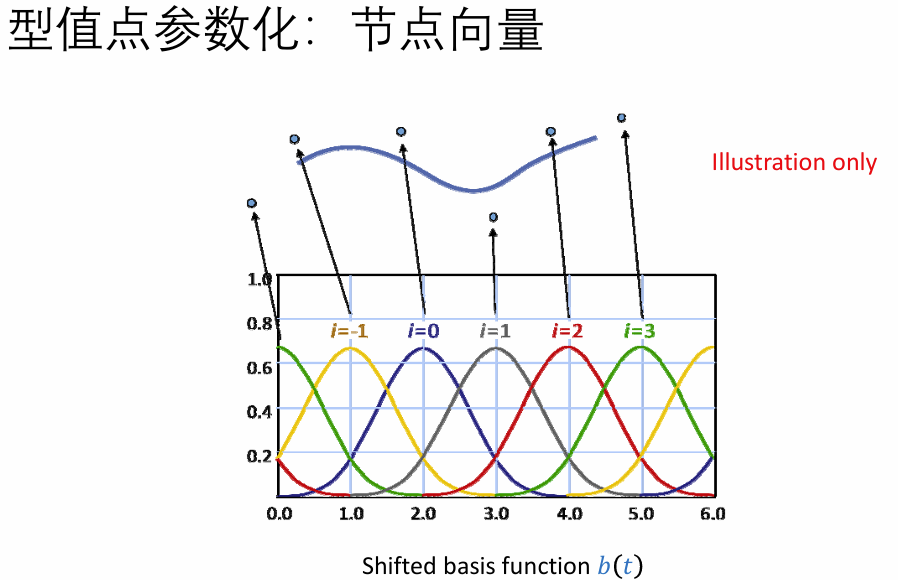 型值点参数化：节点向量
Illustration only
1.0
0.8
i=-1 i=0 i=1 i=2 i=3
0.6
0.4
0.2
0.0 1.0 2.0 3.0 4.0 5.0 6.0
Shifted basis function b(t)